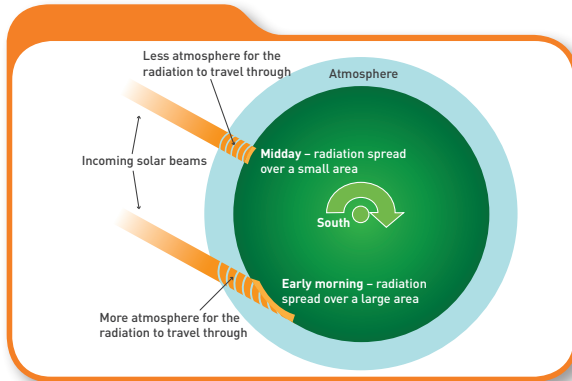 Less atmosphere for the
radiation to travel through
Atmosphere
Incoming solar beams
Midday – radiation spread
over a small area
South
Early morning – radiation
spread over a large area
More atmosphere for the
radiation to travel through